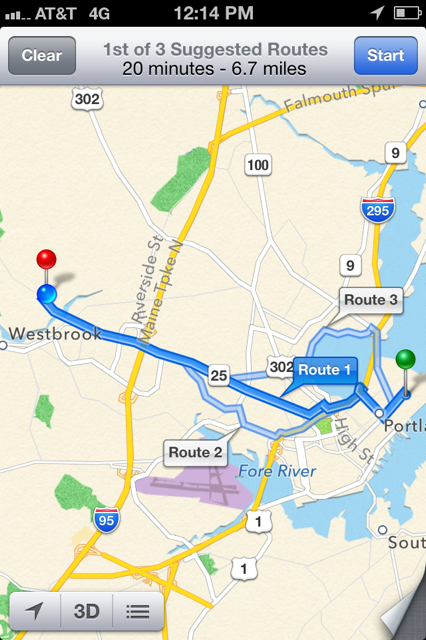 AT&T 4G 12:14 PM
Clear
1st of 3 Suggested Routes
20 minutes - 6.7 miles
Start
302
Falmouth Spur
9
100
295
Riverside St
Maine Tpke N
9
Route 3
Westbrook
25
302
Route 1
Portl
High St
Route 2
Fore River
95
1
1
Sout
3D